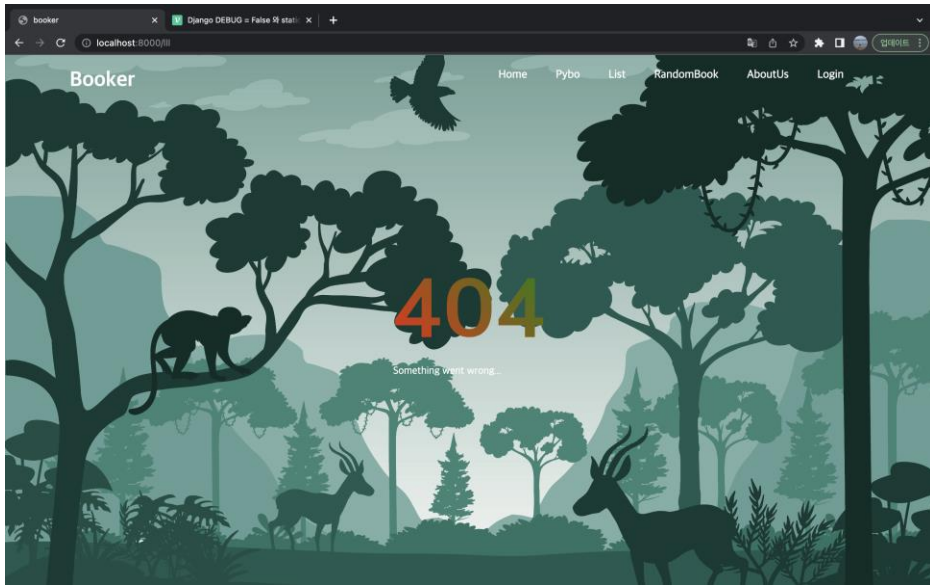 booker
Django DEBUG = False 와 stati
localhost:8000/lll
업데이트
Booker
Home Pybo List RandomBook AboutUs Login
404
Something went wrong...